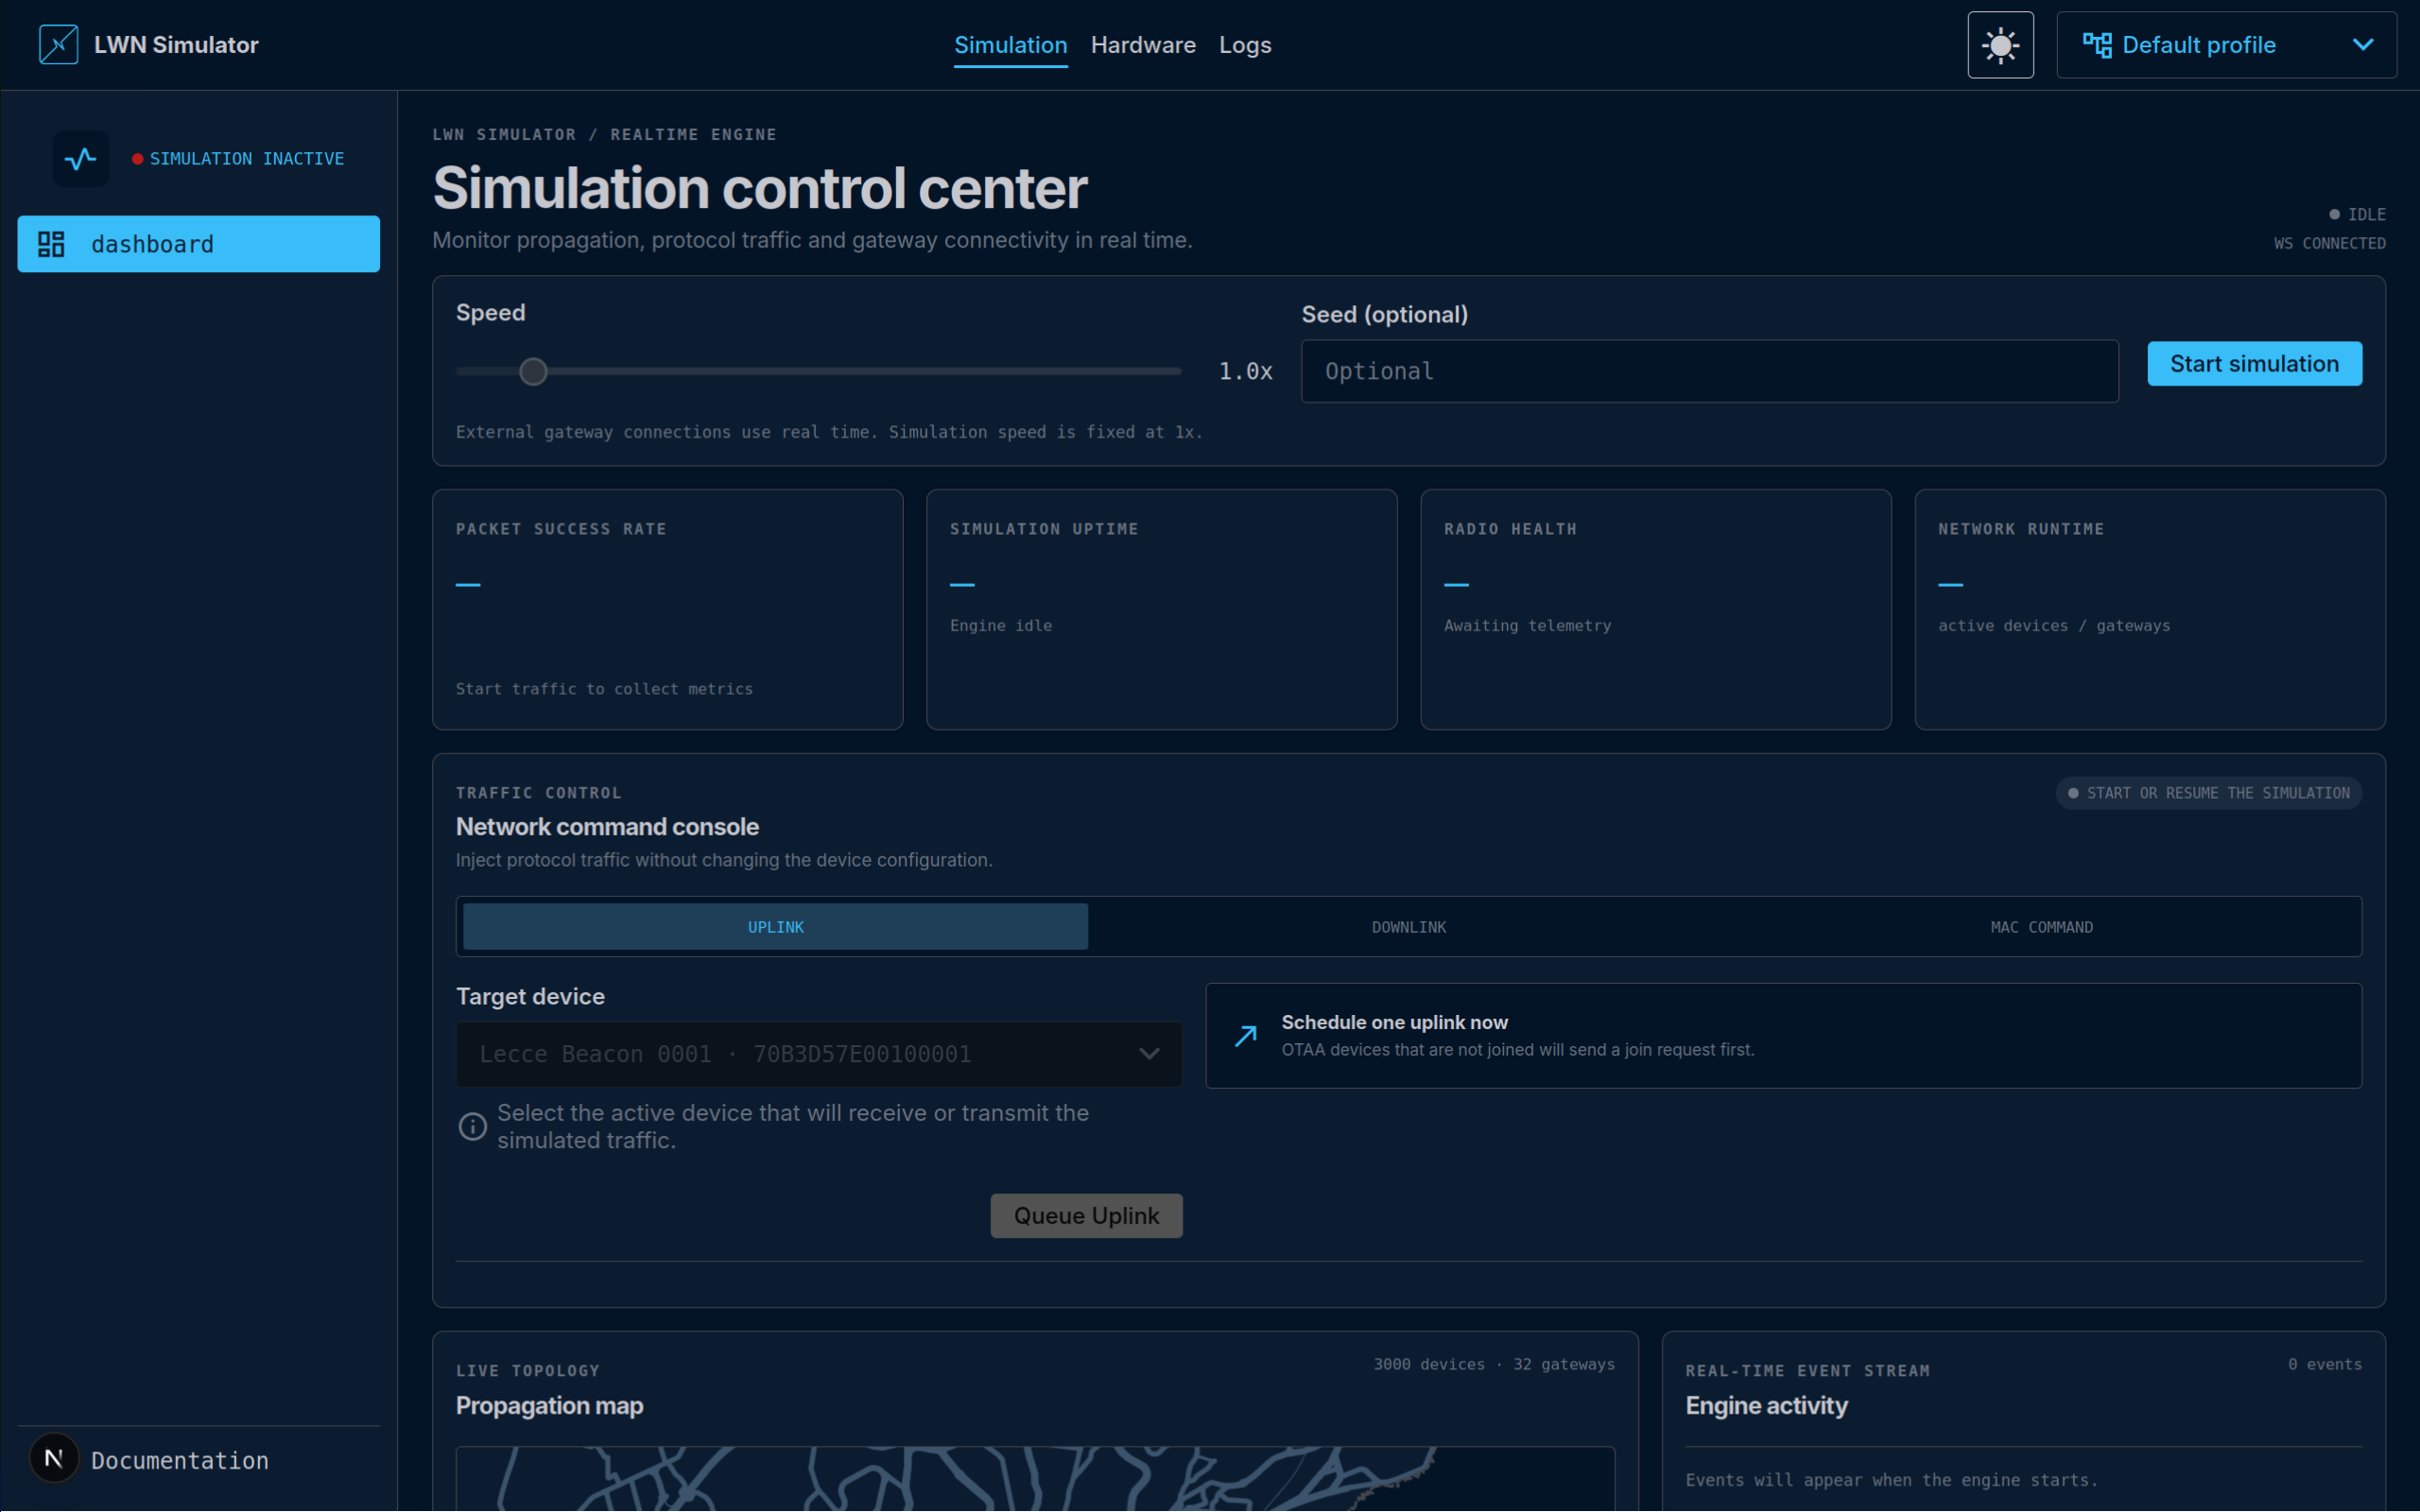 LWN Simulator
Simulation
Hardware
Logs
Default profile
SIMULATION INACTIVE
dashboard
LWN SIMULATOR / REALTIME ENGINE
Simulation control center
Monitor propagation, protocol traffic and gateway connectivity in real time.
IDLE
WS CONNECTED
Speed
1.0x
Seed (optional)
Optional
Start simulation
External gateway connections use real time. Simulation speed is fixed at 1x.
PACKET SUCCESS RATE
—
Start traffic to collect metrics
SIMULATION UPTIME
—
Engine idle
RADIO HEALTH
—
Awaiting telemetry
NETWORK RUNTIME
—
active devices / gateways
TRAFFIC CONTROL
START OR RESUME THE SIMULATION
Network command console
Inject protocol traffic without changing the device configuration.
UPLINK
DOWNLINK
MAC COMMAND
Target device
Lecce Beacon 0001 · 70B3D57E00100001
Select the active device that will receive or transmit the
simulated traffic.
Schedule one uplink now
OTAA devices that are not joined will send a join request first.
Queue Uplink
LIVE TOPOLOGY
3000 devices · 32 gateways
Propagation map
REAL-TIME EVENT STREAM
0 events
Engine activity
Events will appear when the engine starts.
N
Documentation